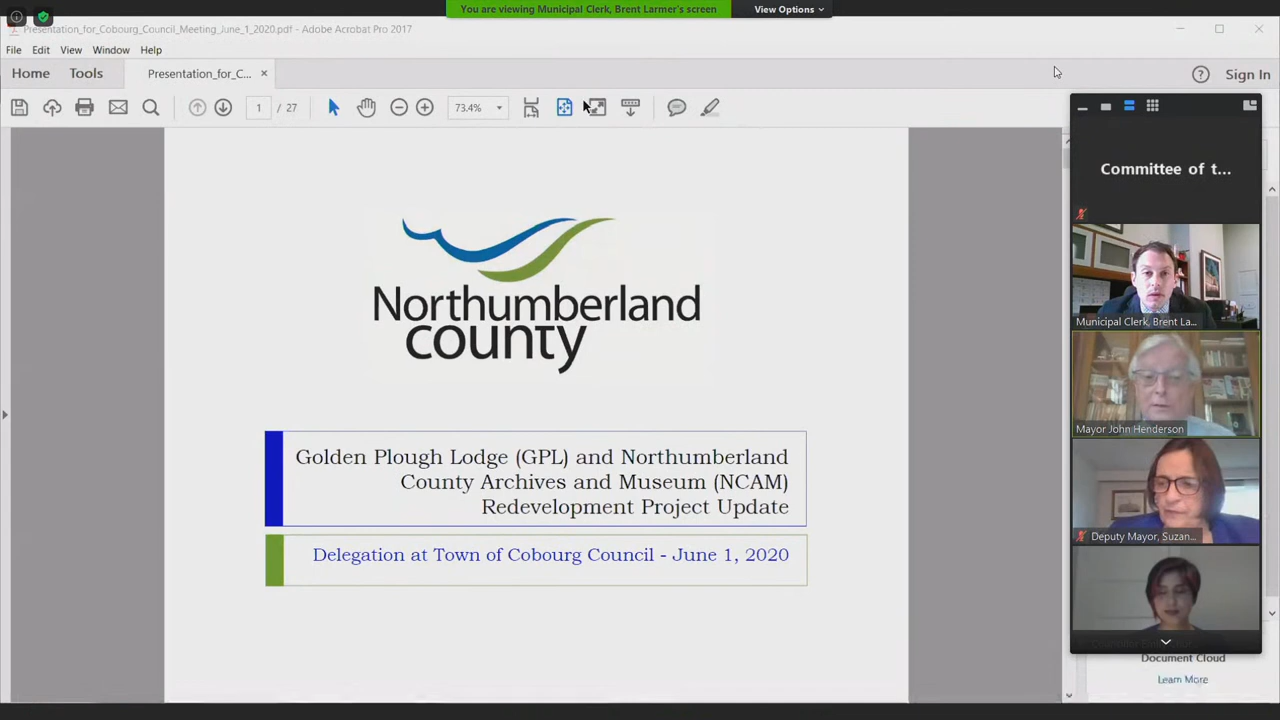 You are viewing Municipal Clerk, Brent Larmer's screen
View Options
Presentation_for_Cobourg_Council_Meeting_June_1_2020.pdf - Adobe Acrobat Pro 2017
File Edit View Window Help
Home Tools Presentation_for_C... Sign In
1 / 27 73.4%
Committee of t...
Municipal Clerk, Brent La...
Mayor John Henderson
Deputy Mayor, Suzan...
Northumberland
county
Golden Plough Lodge (GPL) and Northumberland
County Archives and Museum (NCAM)
Redevelopment Project Update
Delegation at Town of Cobourg Council - June 1, 2020
Document Cloud
Learn More